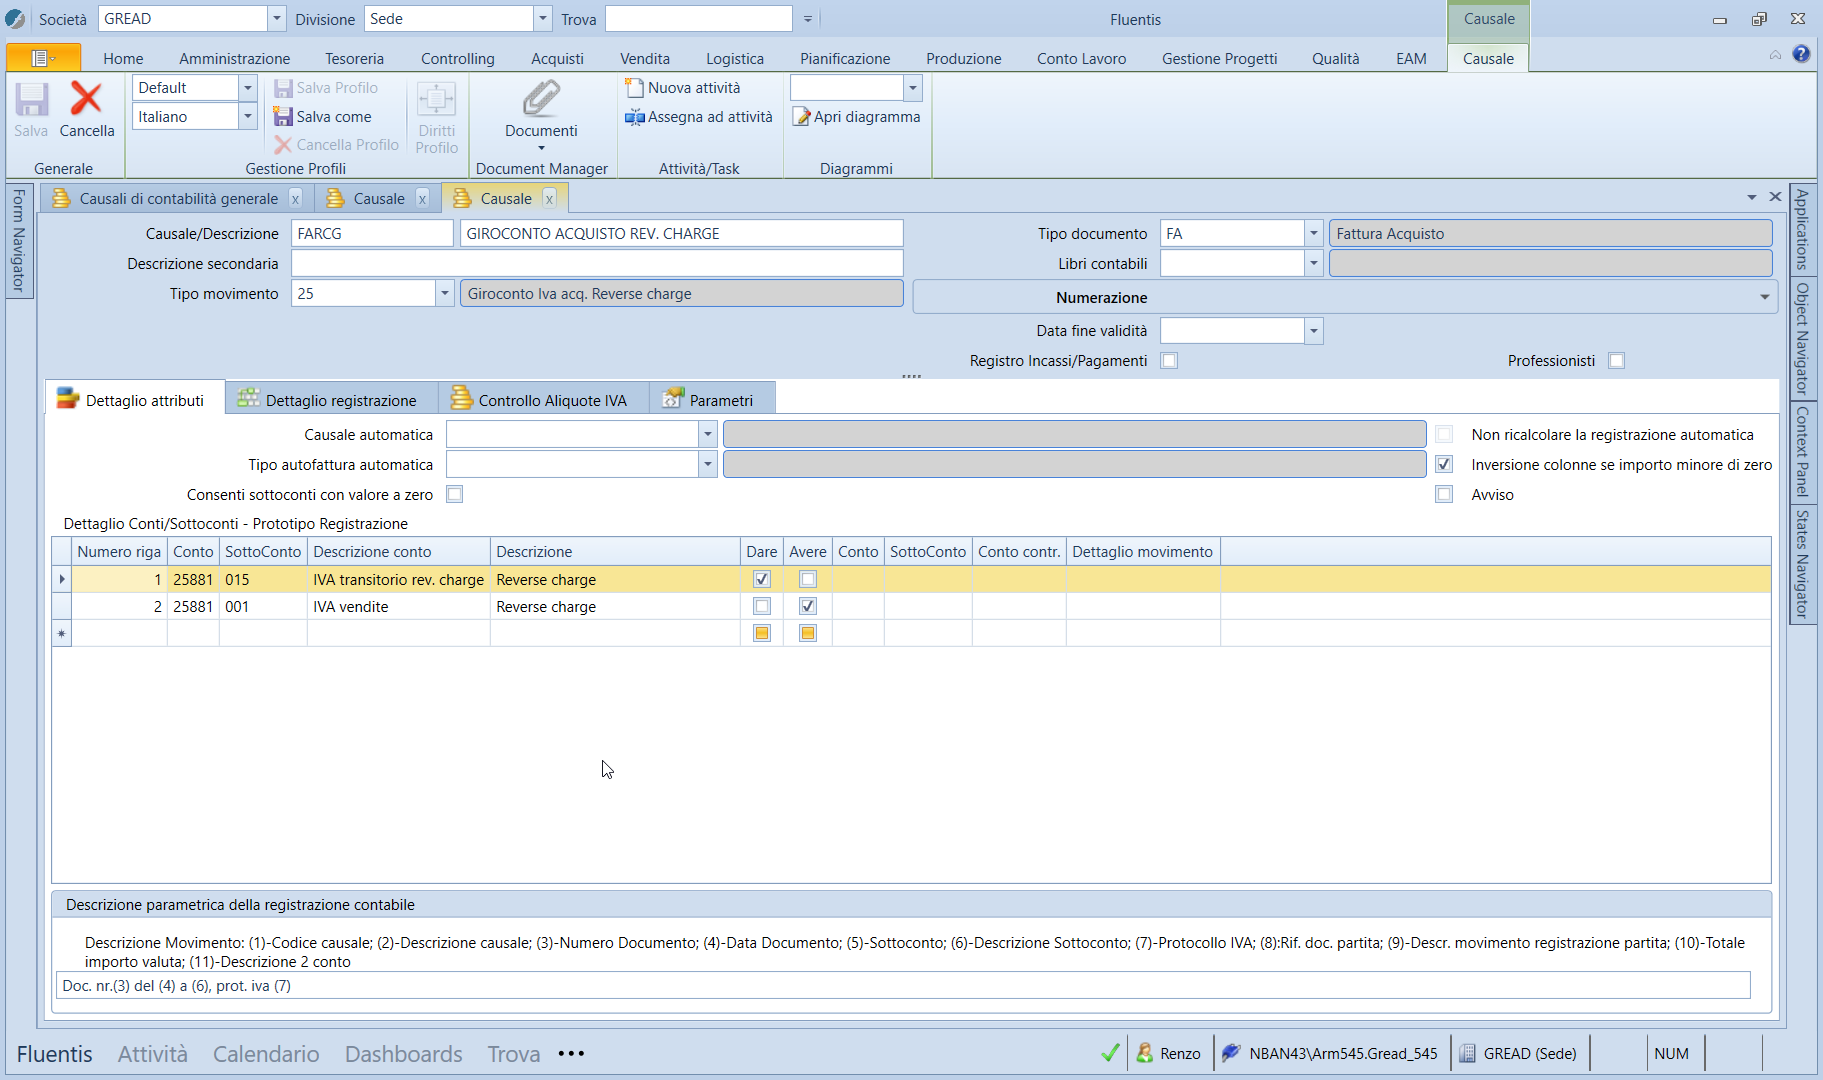 Società GREAD Divisione Sede Trova Fluentis Causale
Home Amministrazione Tesoreria Controlling Acquisti Vendita Logistica Pianificazione Produzione Conto Lavoro Gestione Progetti Qualità EAM Causale
Default Salva Profilo Nuova attività
Italiano Salva come Assegna ad attività Apri diagramma
Salva Cancella Cancella Profilo Diritti Profilo Documenti
Generale Gestione Profili Document Manager Attività/Task Diagrammi
Form Navigator
Causali di contabilità generale x Causale x Causale x
Applications
Object Navigator
Context Panel
States Navigator
Causale/Descrizione FARCG GIROCONTO ACQUISTO REV. CHARGE Tipo documento FA Fattura Acquisto
Descrizione secondaria Libri contabili
Tipo movimento 25 Giroconto Iva acq. Reverse charge Numerazione
Data fine validità
Registro Incassi/Pagamenti Professionisti
Dettaglio attributi Dettaglio registrazione Controllo Aliquote IVA Parametri
Causale automatica Non ricalcolare la registrazione automatica
Tipo autofattura automatica Inversione colonne se importo minore di zero
Consenti sottoconti con valore a zero Avviso
Dettaglio Conti/Sottoconti - Prototipo Registrazione
Numero riga Conto SottoConto Descrizione conto Descrizione Dare Avere Conto SottoConto Conto contr. Dettaglio movimento
1 25881 015 IVA transitorio rev. charge Reverse charge
2 25881 001 IVA vendite Reverse charge
Descrizione parametrica della registrazione contabile
Descrizione Movimento: (1)-Codice causale; (2)-Descrizione causale; (3)-Numero Documento; (4)-Data Documento; (5)-Sottoconto; (6)-Descrizione Sottoconto; (7)-Protocollo IVA; (8):Rif. doc. partita; (9)-Descr. movimento registrazione partita; (10)-Totale
importo valuta; (11)-Descrizione 2 conto
Doc. nr.(3) del (4) a (6), prot. iva (7)
Fluentis Attività Calendario Dashboards Trova ••• Renzo NBAN43\Arm545.Gread_545 GREAD (Sede) NUM